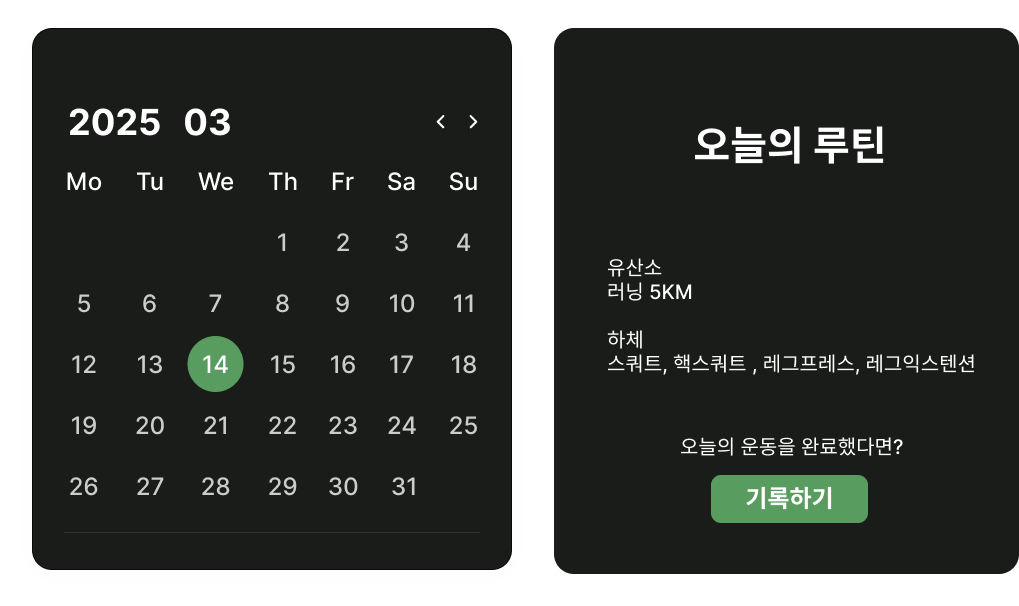 2025 03
Mo Tu We Th Fr Sa Su
1 2 3 4
5 6 7 8 9 10 11
12 13 14 15 16 17 18
19 20 21 22 23 24 25
26 27 28 29 30 31
오늘의 루틴
유산소
러닝 5KM
하체
스쿼트, 핵스쿼트 , 레그프레스, 레그익스텐션
오늘의 운동을 완료했다면?
기록하기